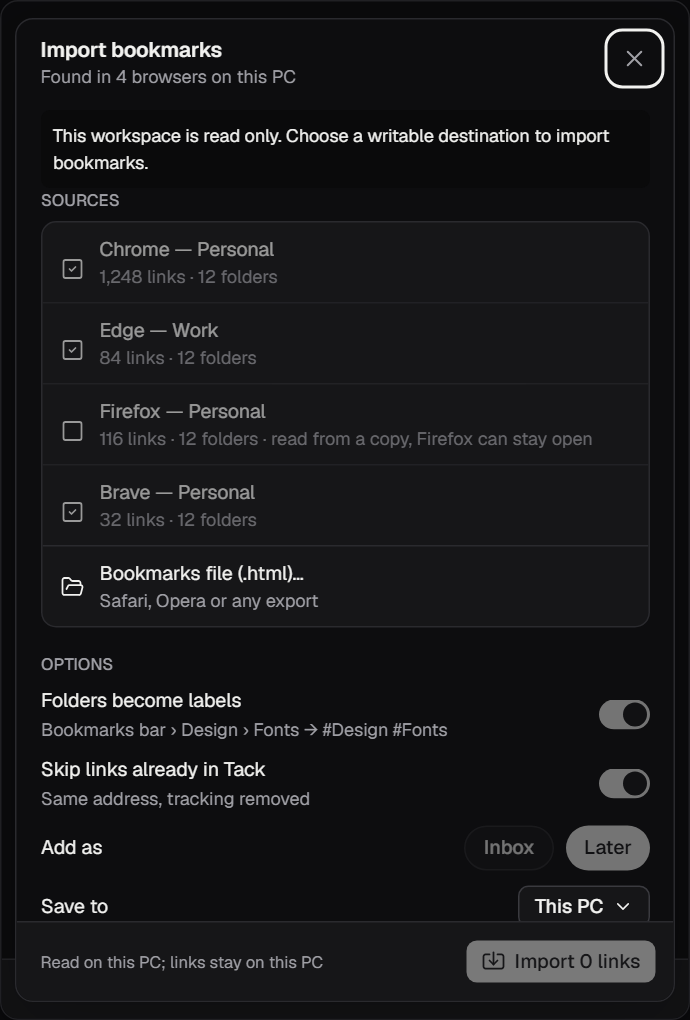 Import bookmarks
Found in 4 browsers on this PC
This workspace is read only. Choose a writable destination to import
bookmarks.
SOURCES
Chrome — Personal
1,248 links · 12 folders
Edge — Work
84 links · 12 folders
Firefox — Personal
116 links · 12 folders · read from a copy, Firefox can stay open
Brave — Personal
32 links · 12 folders
Bookmarks file (.html)...
Safari, Opera or any export
OPTIONS
Folders become labels
Bookmarks bar › Design › Fonts → #Design #Fonts
Skip links already in Tack
Same address, tracking removed
Add as Inbox Later
Save to This PC
Read on this PC; links stay on this PC Import 0 links